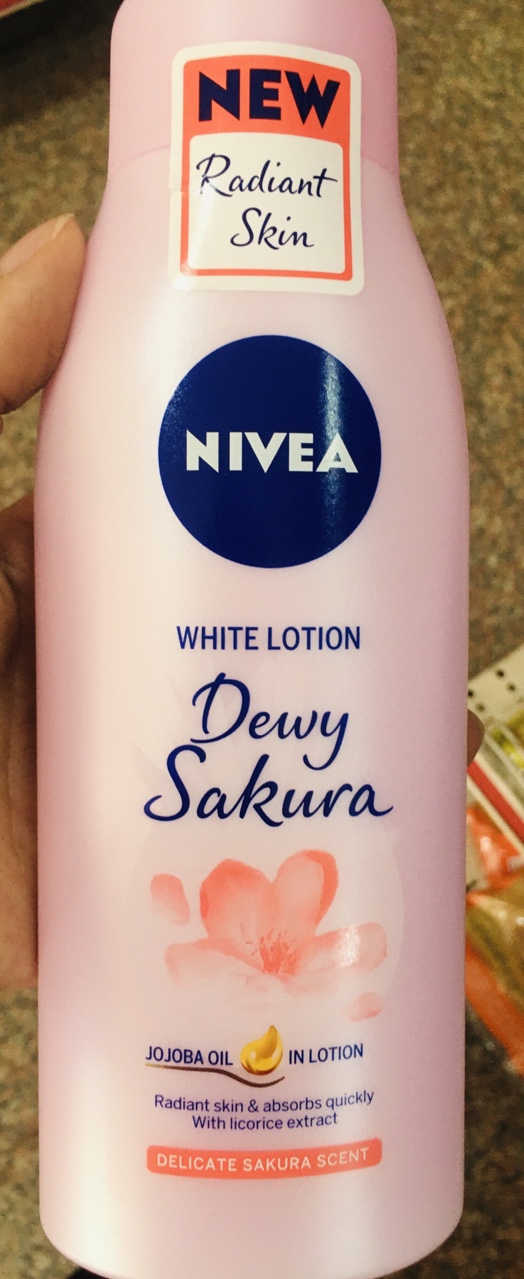 NEW
Radiant
Skin
NIVEA
WHITE LOTION
Dewy
Sakura
JOJOBA OIL IN LOTION
Radiant skin & absorbs quickly
With licorice extract
DELICATE SAKURA SCENT